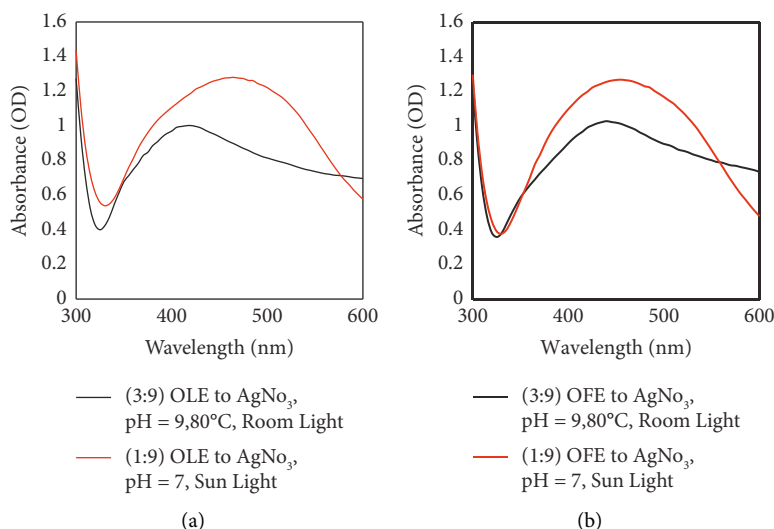 1.6
1.4
1.2
1
0.8
0.6
0.4
0.2
0
Absorbance (OD)
300
400
500
600
Wavelength (nm)
(3:9) OLE to AgNo₃,
pH = 9,80°C, Room Light
(1:9) OLE to AgNo₃,
pH = 7, Sun Light
(a)
1.6
1.4
1.2
1
0.8
0.6
0.4
0.2
0
Absorbance (OD)
300
400
500
600
Wavelength (nm)
(3:9) OFE to AgNo₃,
pH = 9,80°C, Room Light
(1:9) OFE to AgNo₃,
pH = 7, Sun Light
(b)